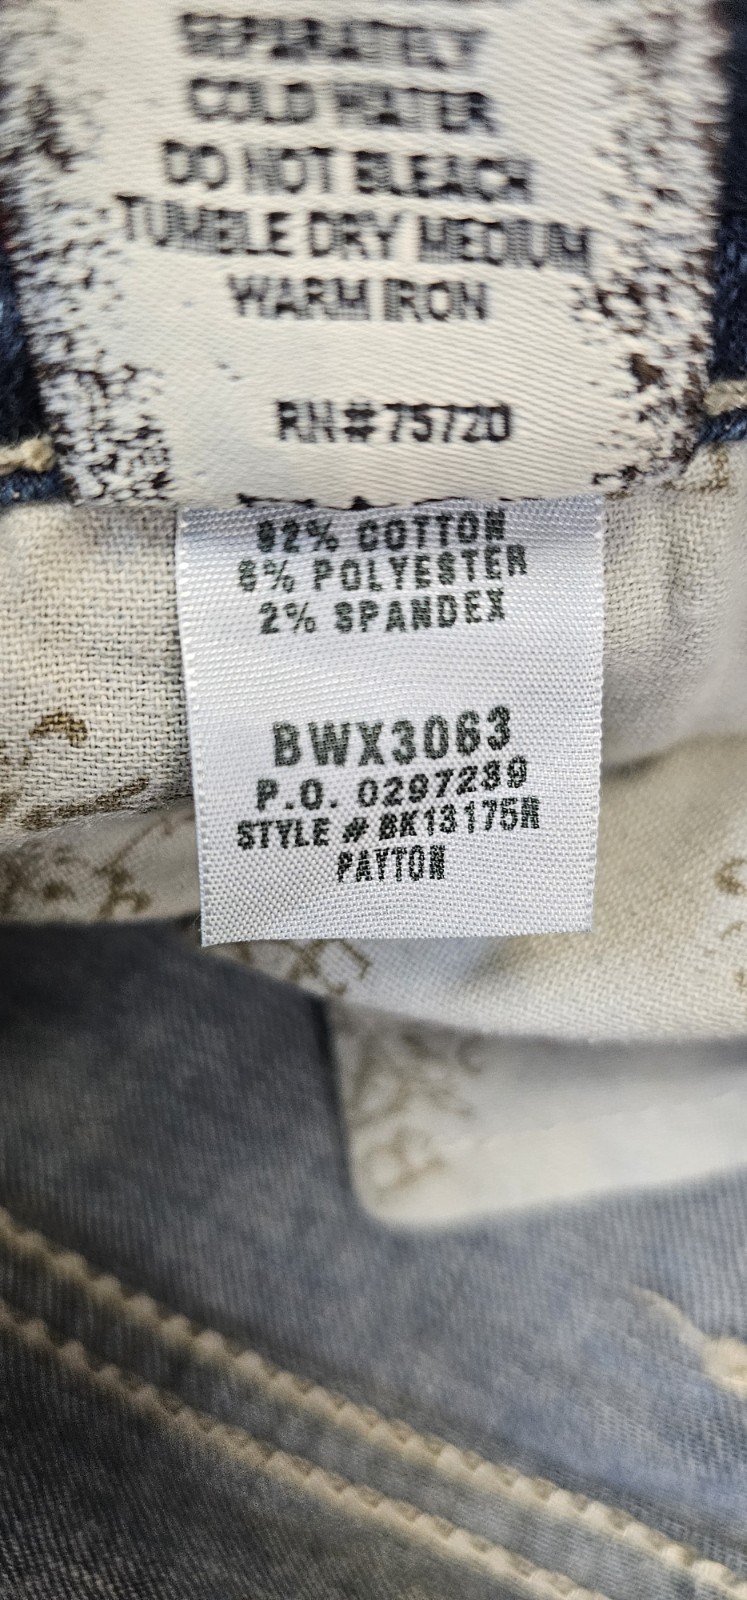 SEPARATELY
COLD WATER
DO NOT BLEACH
TUMBLE DRY MEDIUM
WARM IRON
RN#75720
92% COTTON
6% POLYESTER
2% SPANDEX
BWX3063
P.O. 0297239
STYLE # BK13175R
PAYTON